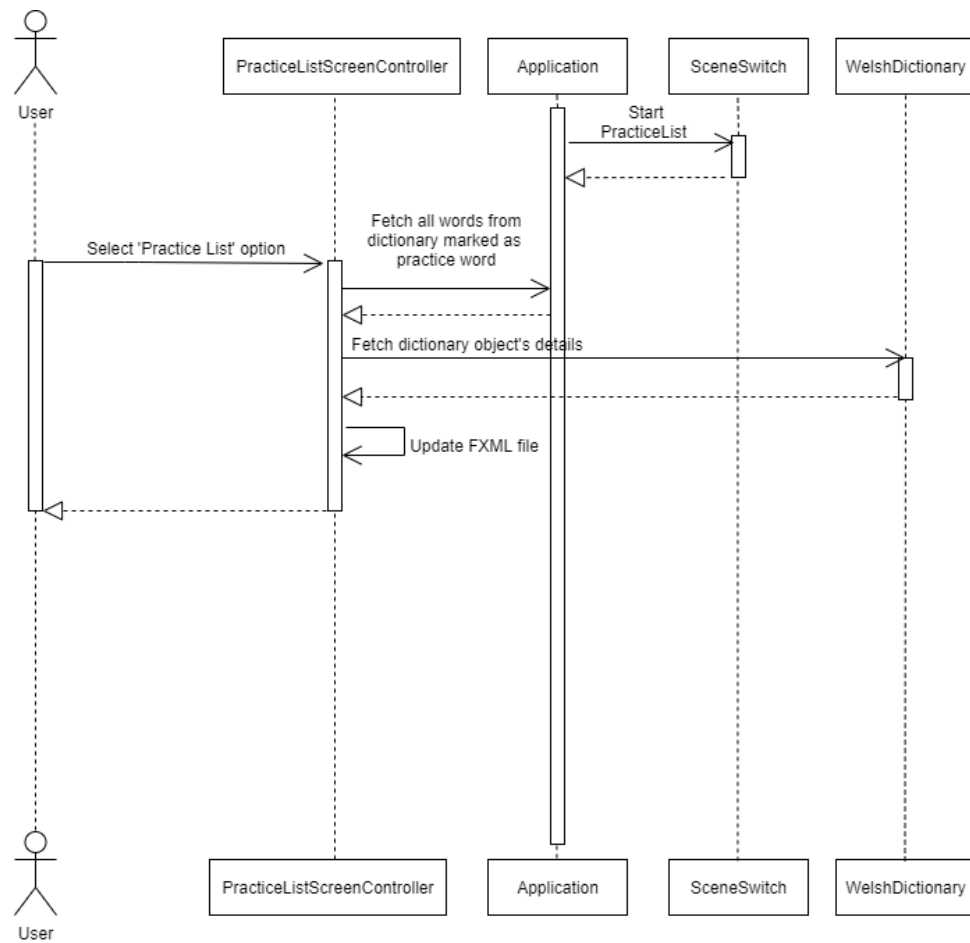 User
PracticeListScreenController
Application
SceneSwitch
WelshDictionary
Start
PracticeList
Fetch all words from
dictionary marked as
practice word
Select 'Practice List' option
Fetch dictionary object's details
Update FXML file
PracticeListScreenController
Application
SceneSwitch
WelshDictionary
User